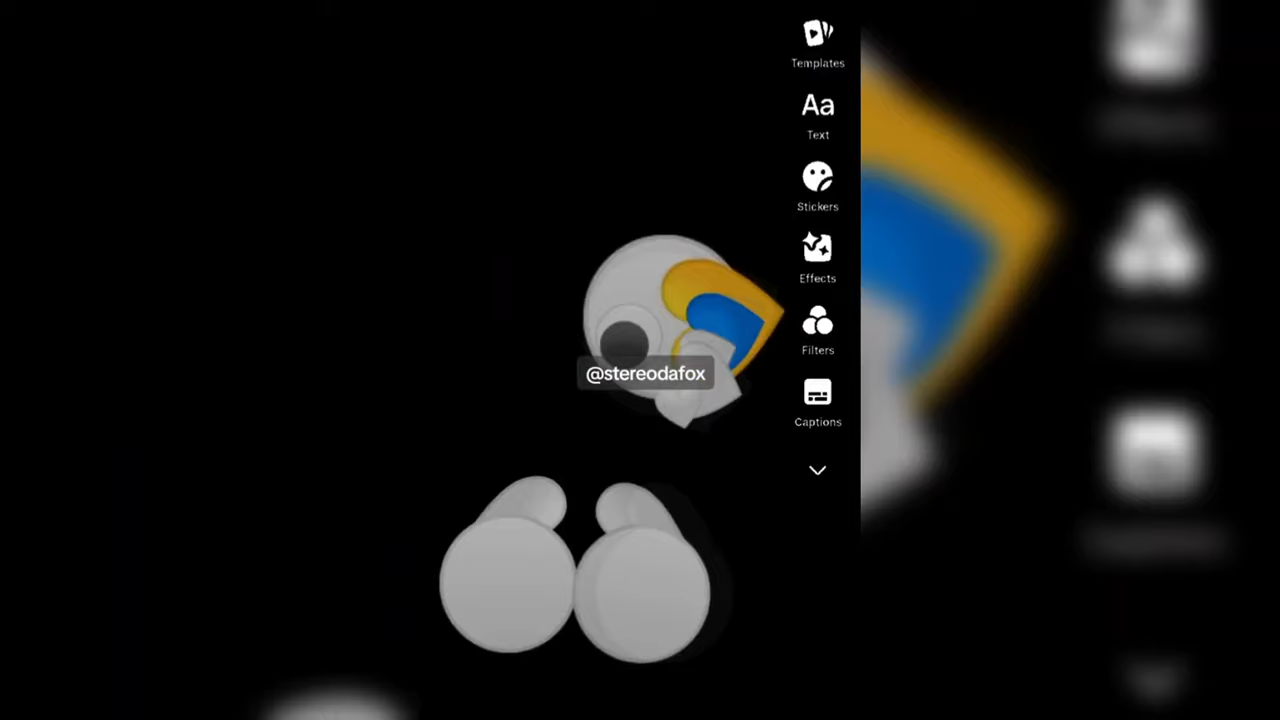 Templates
Aa
Text
Stickers
Effects
Filters
@stereodafox
Captions